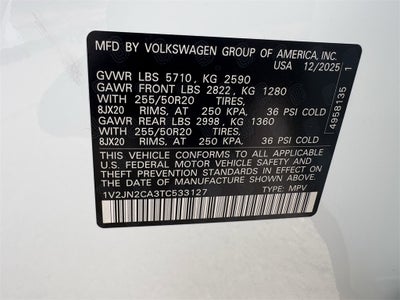 MFD BY VOLKSWAGEN GROUP OF AMERICA, INC.
USA 12/2025
GVWR LBS 5710, KG 2590
GAWR FRONT LBS 2822, KG 1280
WITH 255/50R20 TIRES,
8JX20 RIMS, AT 250 KPA, 36 PSI COLD
GAWR REAR LBS 2998, KG 1360
WITH 255/50R20 TIRES,
8JX20 RIMS, AT 250 KPA, 36 PSI COLD
THIS VEHICLE CONFORMS TO ALL APPLICABLE
U.S. FEDERAL MOTOR VEHICLE SAFETY AND
THEFT PREVENTION STANDARDS IN EFFECT ON
THE DATE OF MANUFACTURE SHOWN ABOVE.
1V2JN2CA3TC533127 TYPE: MPV
4958135 1